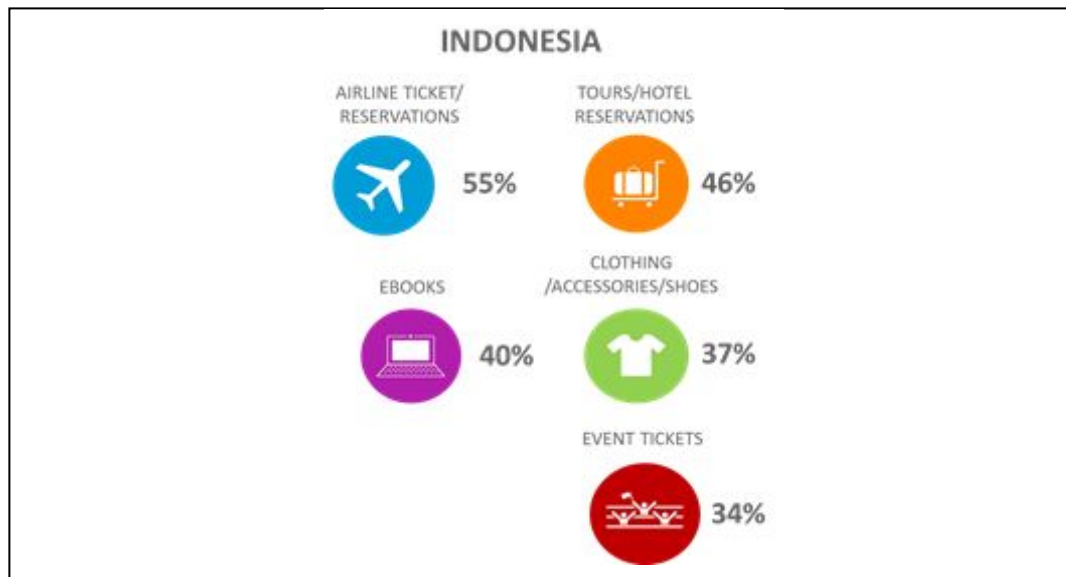 INDONESIA
AIRLINE TICKET/
RESERVATIONS
55%
TOURS/HOTEL
RESERVATIONS
46%
EBOOKS
40%
CLOTHING
/ACCESSORIES/SHOES
37%
EVENT TICKETS
34%